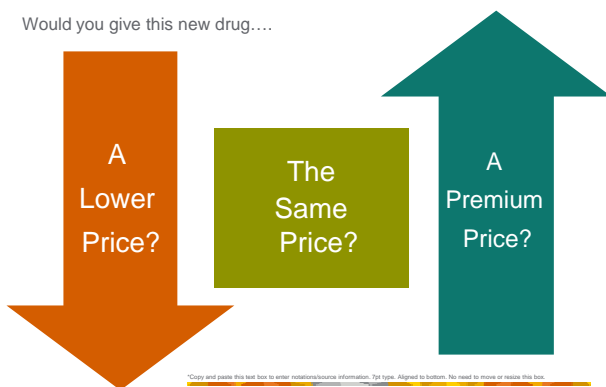 Would you give this new drug....
A
Lower
Price?
The
Same
Price?
A
Premium
Price?
*Copy and paste this text box to enter notations/source information. 7pt type. Aligned to bottom. No need to move or resize this box.